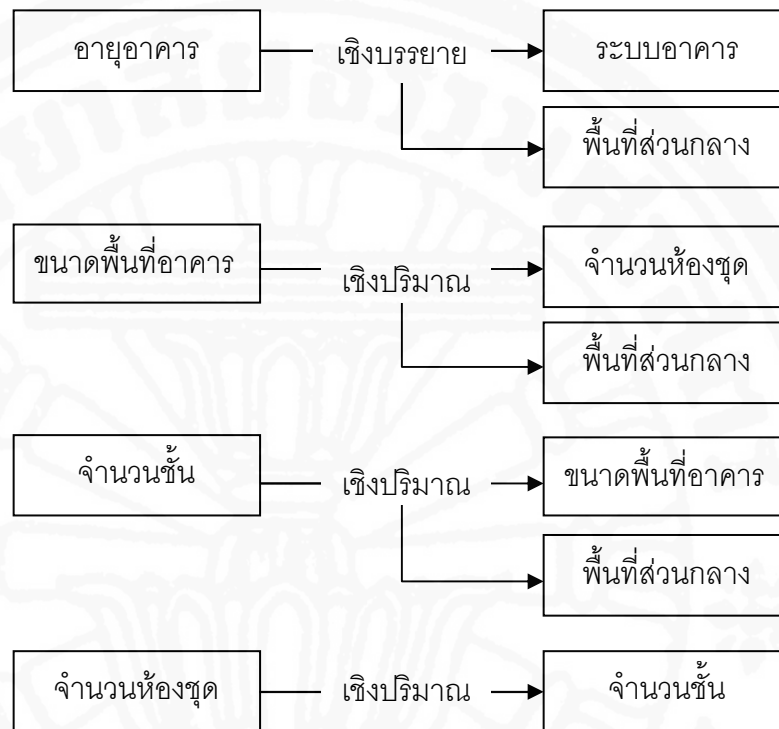 อายุอาคาร เชิงบรรยาย ระบบอาคาร
พื้นที่ส่วนกลาง
ขนาดพื้นที่อาคาร เชิงปริมาณ จำนวนห้องชุด
พื้นที่ส่วนกลาง
จำนวนชั้น เชิงปริมาณ ขนาดพื้นที่อาคาร
พื้นที่ส่วนกลาง
จำนวนห้องชุด เชิงปริมาณ จำนวนชั้น